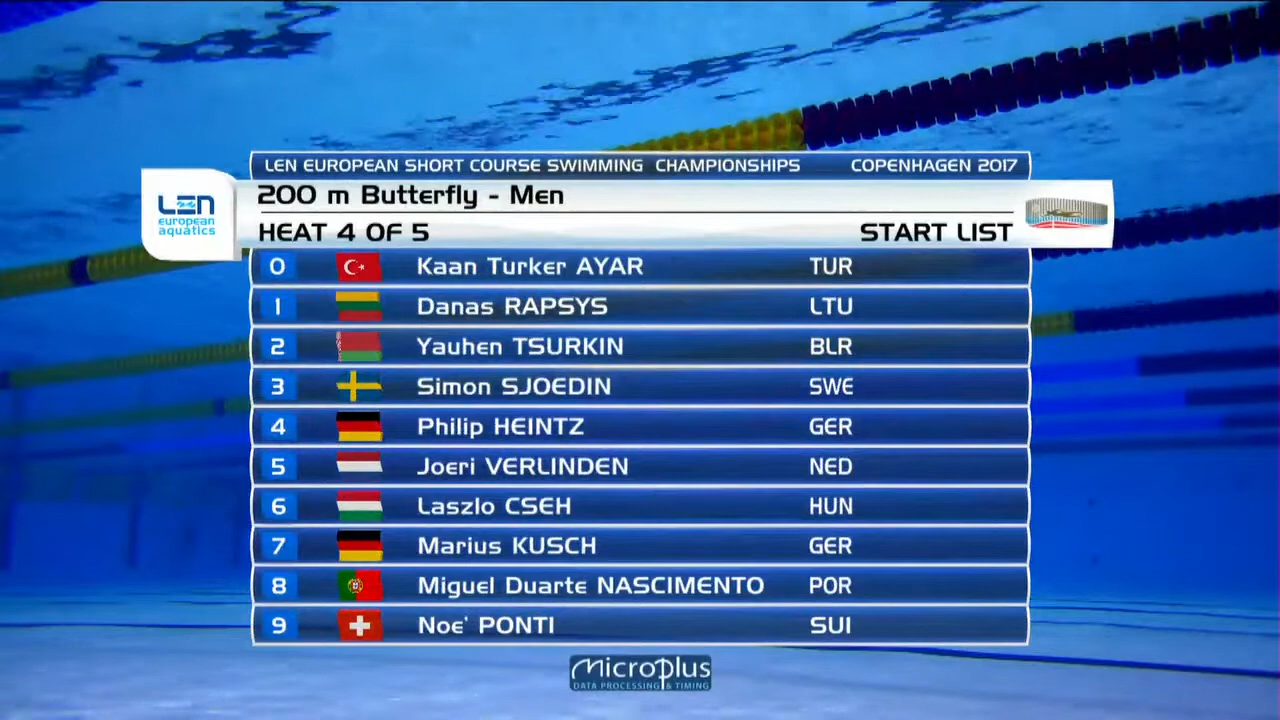 LEN EUROPEAN SHORT COURSE SWIMMING CHAMPIONSHIPS COPENHAGEN 2017
LEN
european
aquatics
200 m Butterfly - Men
HEAT 4 OF 5 START LIST
0 Kaan Turker AYAR TUR
1 Danas RAPSYS LTU
2 Yauhen TSURKIN BLR
3 Simon SJOEDIN SWE
4 Philip HEINTZ GER
5 Joeri VERLINDEN NED
6 Laszlo CSEH HUN
7 Marius KUSCH GER
8 Miguel Duarte NASCIMENTO POR
9 Noe' PONTI SUI
Microplus
DATA PROCESSING & TIMING